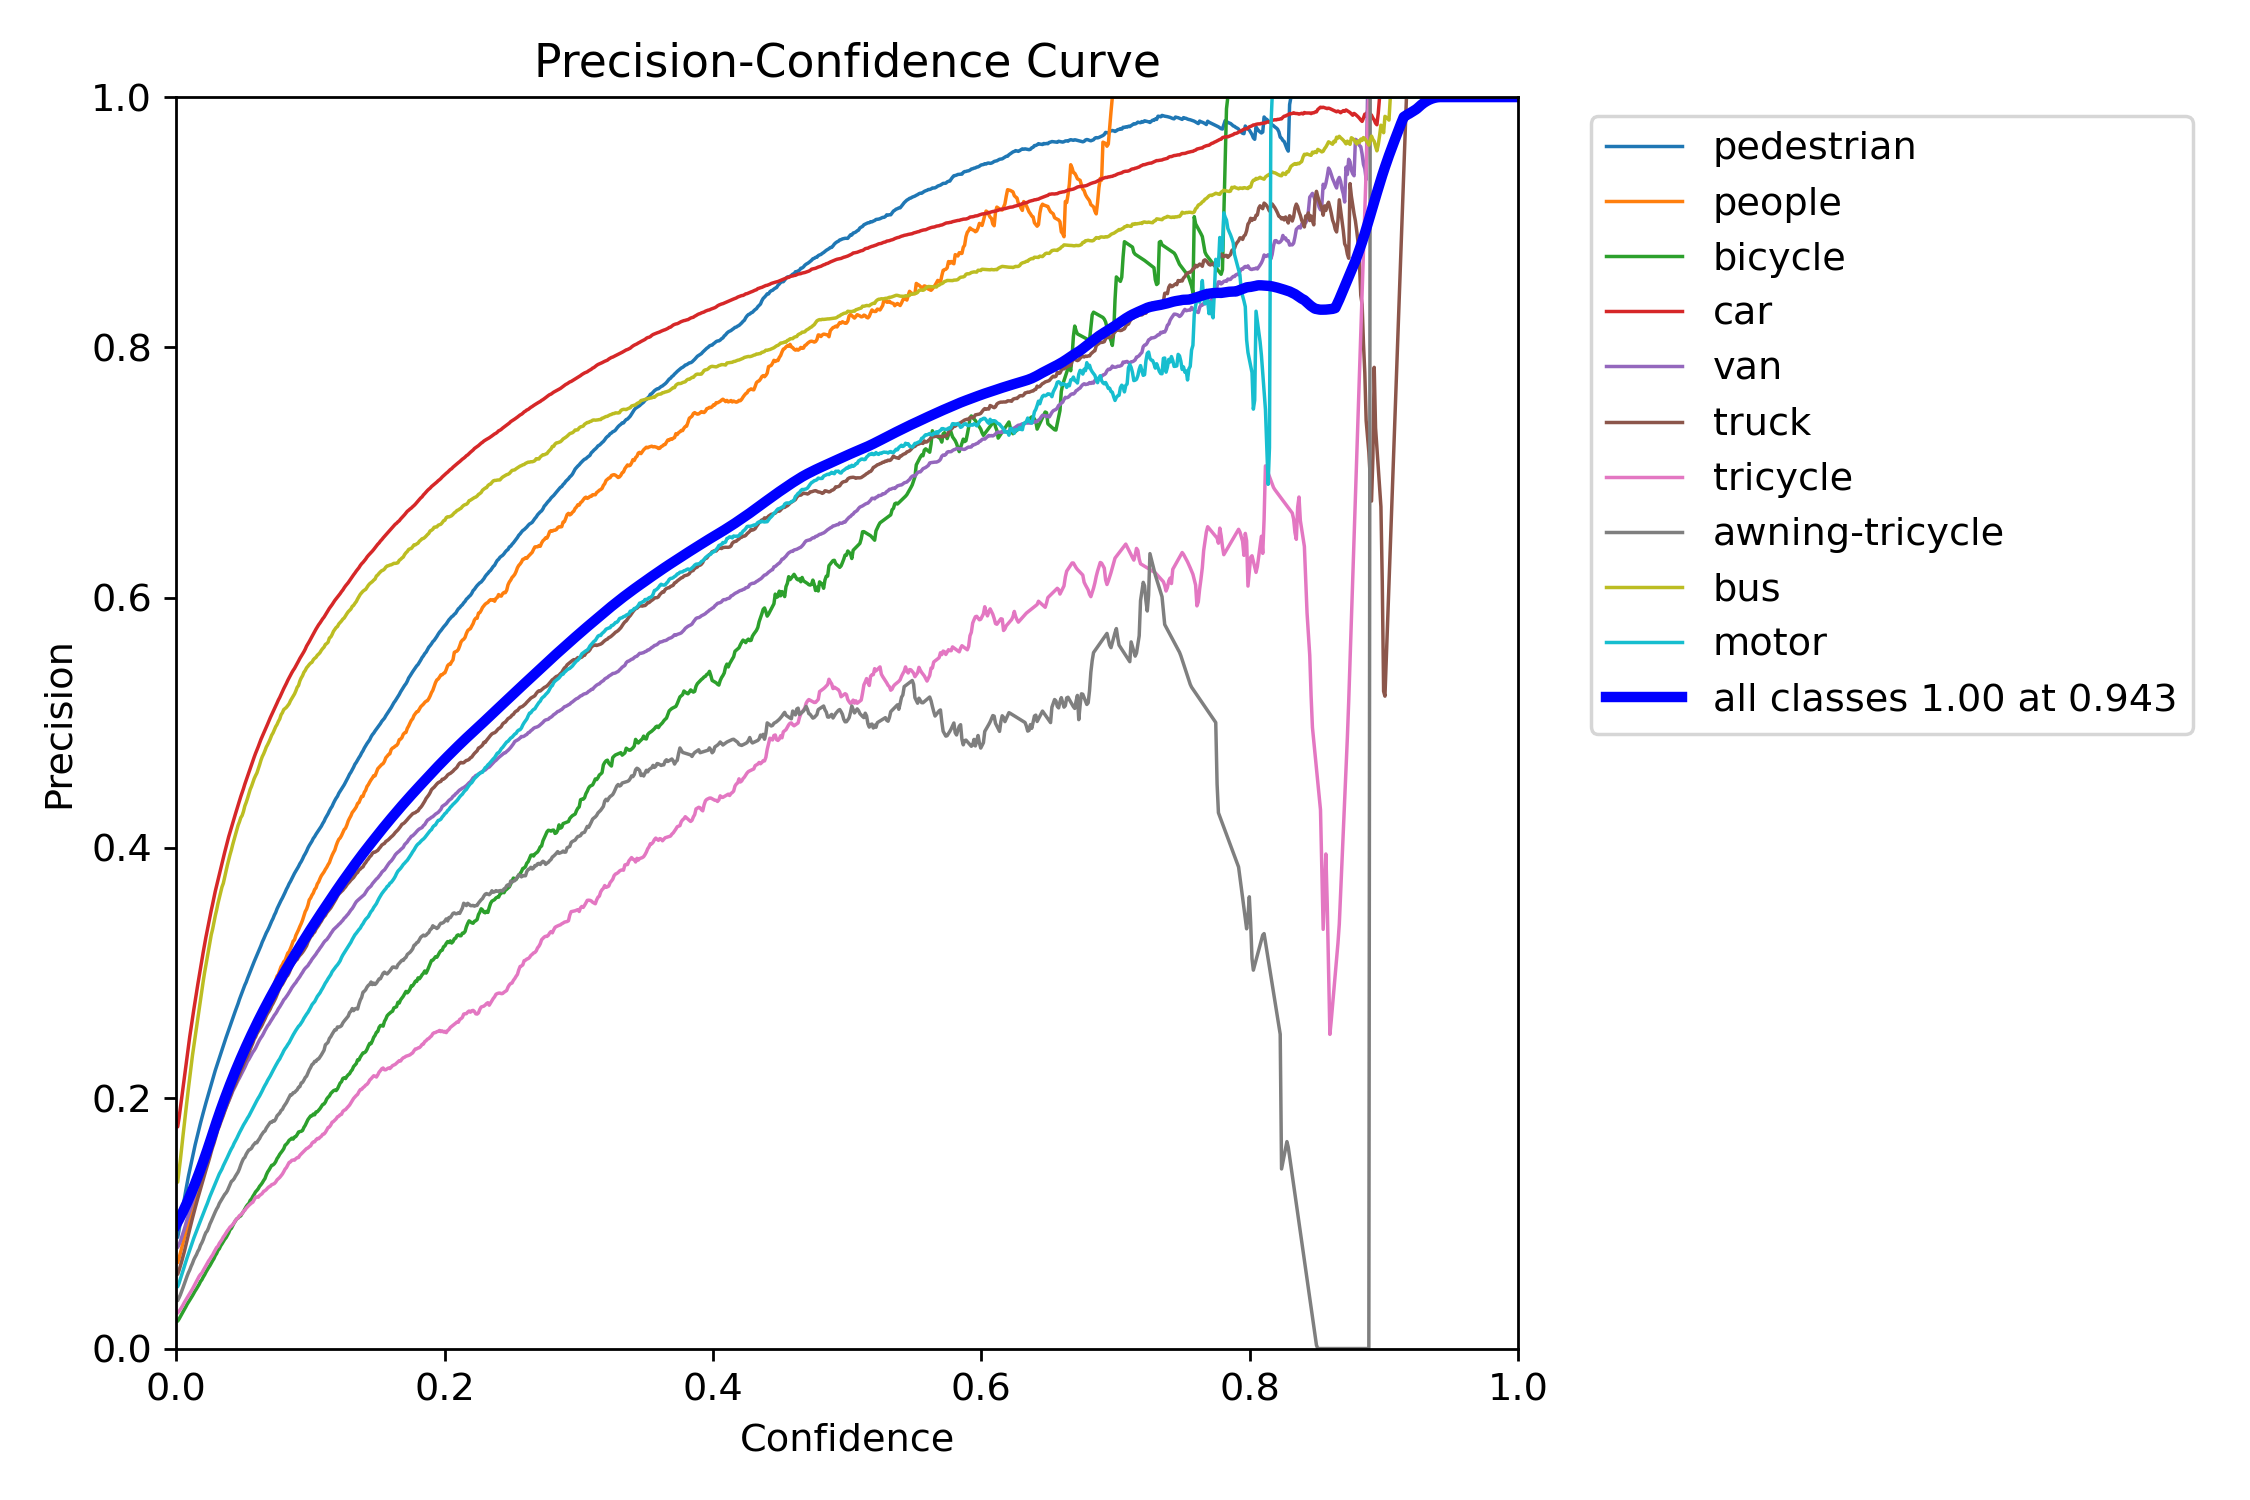 Precision-Confidence Curve
1.0
0.8
0.6
0.4
0.2
0.0
Precision
0.0 0.2 0.4 0.6 0.8 1.0
Confidence
pedestrian
people
bicycle
car
van
truck
tricycle
awning-tricycle
bus
motor
all classes 1.00 at 0.943